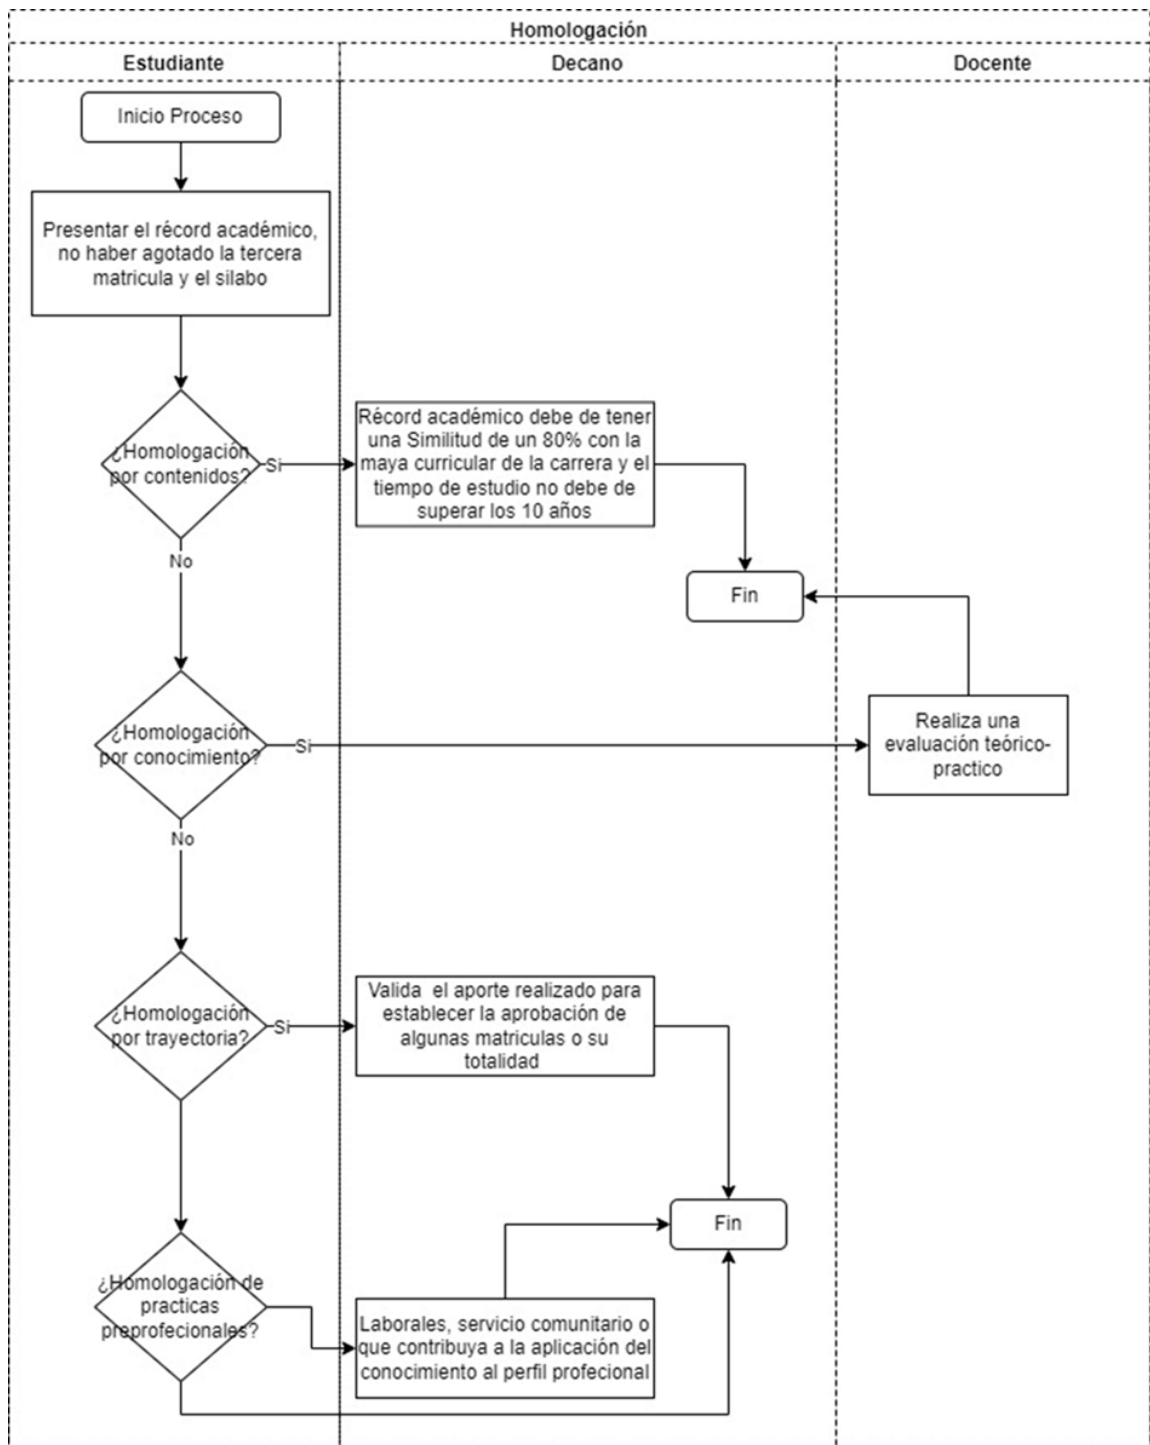 Homologación
Estudiante
Decano
Docente
Inicio Proceso
Presentar el récord académico,
no haber agotado la tercera
matricula y el silabo
¿Homologación
por contenidos?
Si
Récord académico debe de tener
una Similitud de un 80% con la
maya curricular de la carrera y el
tiempo de estudio no debe de
superar los 10 años
No
Fin
¿Homologación
por conocimiento?
Si
Realiza una
evaluación teórico-
practico
No
¿Homologación
por trayectoria?
Si
Valida el aporte realizado para
establecer la aprobación de
algunas matriculas o su
totalidad
Fin
¿Homologación de
practicas
preprofecionales?
Laborales, servicio comunitario o
que contribuya a la aplicación del
conocimiento al perfil profecional